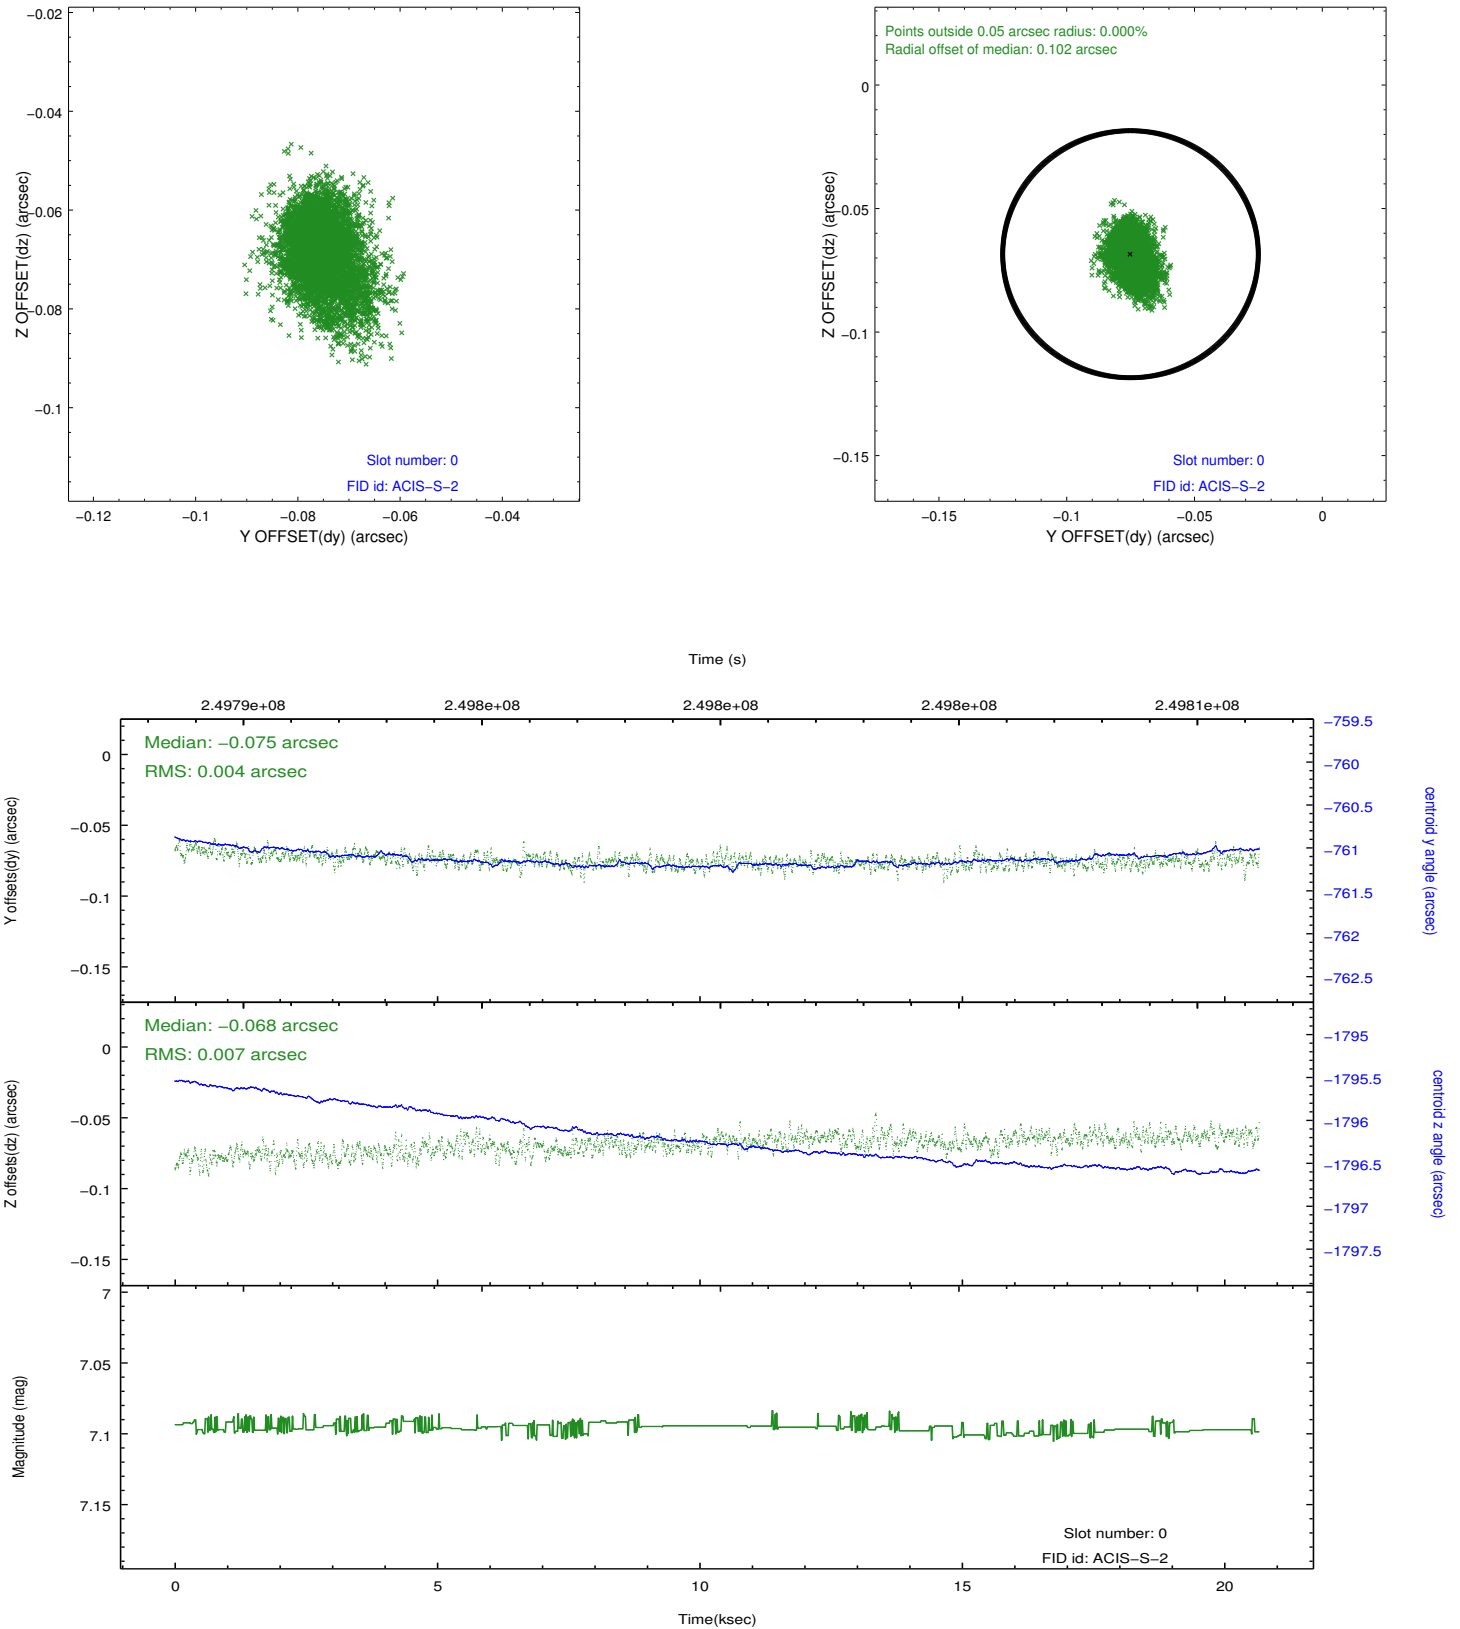 −0.02
−0.04
−0.06
−0.08
−0.1
Z OFFSET(dz) (arcsec)
Slot number: 0
FID id: ACIS−S−2
−0.12
−0.1
−0.08
−0.06
−0.04
Y OFFSET(dy) (arcsec)
Points outside 0.05 arcsec radius: 0.000%
Radial offset of median: 0.102 arcsec
0
−0.05
−0.1
−0.15
Z OFFSET(dz) (arcsec)
Slot number: 0
FID id: ACIS−S−2
−0.15
−0.1
−0.05
0
Y OFFSET(dy) (arcsec)
Time (s)
2.4979e+08
2.498e+08
2.498e+08
2.498e+08
2.4981e+08
Median: −0.075 arcsec
RMS: 0.004 arcsec
0
−0.05
−0.1
−0.15
Y offsets(dy) (arcsec)
−759.5
−760
−760.5
−761
−761.5
−762
−762.5
centroid y angle (arcsec)
Median: −0.068 arcsec
RMS: 0.007 arcsec
0
−0.05
−0.1
−0.15
Z offsets(dz) (arcsec)
−1795
−1795.5
−1796
−1796.5
−1797
−1797.5
centroid z angle (arcsec)
7
7.05
7.1
7.15
Magnitude (mag)
Slot number: 0
FID id: ACIS−S−2
0
5
10
15
20
Time(ksec)